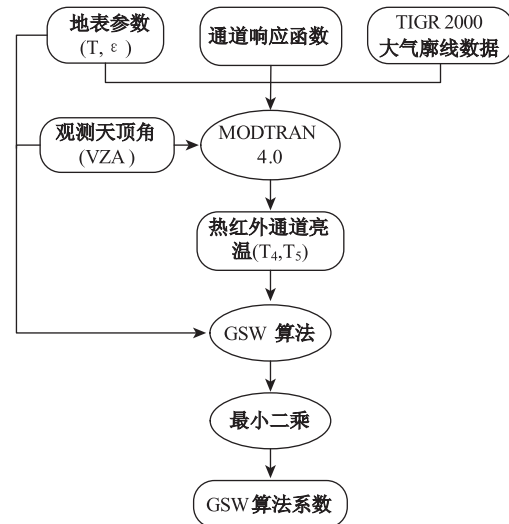 地表参数
(T, ε)
通道响应函数
TIGR 2000
大气廓线数据
观测天顶角
(VZA)
MODTRAN
4.0
热红外通道亮
温(T₄,T₅)
GSW 算法
最小二乘
GSW算法系数